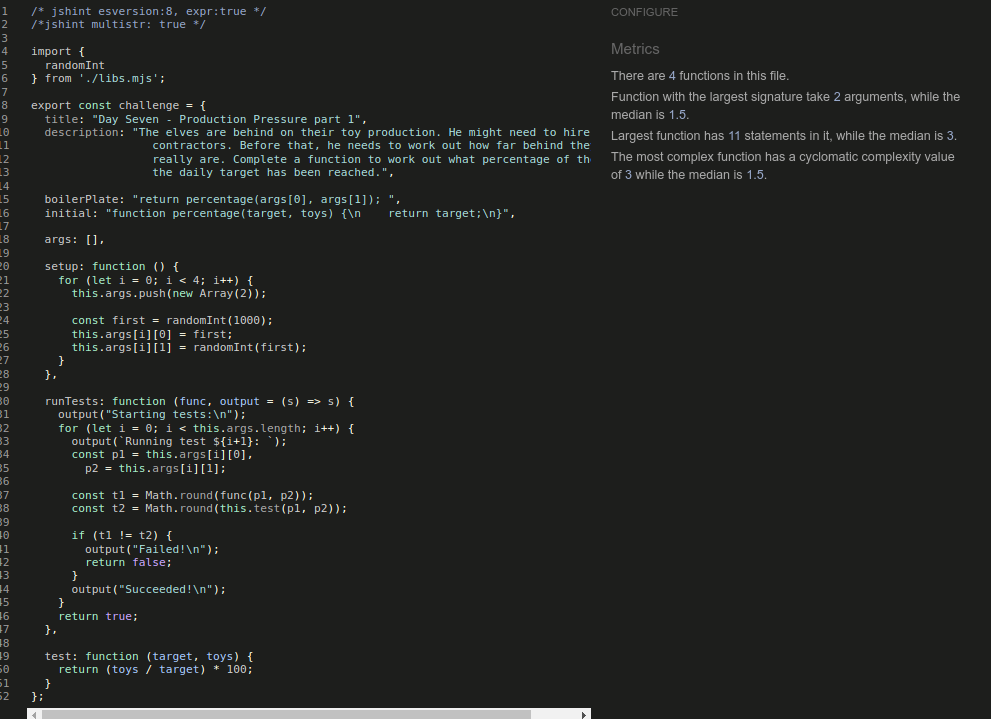 1 /* jshint esversion:8, expr:true */
2 /*jshint multistr: true */
3
4 import {
5 randomInt
6 } from './libs.mjs';
7
8 export const challenge = {
9 title: "Day Seven - Production Pressure part 1",
10 description: "The elves are behind on their toy production. He might need to hire
11 contractors. Before that, he needs to work out how far behind the
12 really are. Complete a function to work out what percentage of th
13 the daily target has been reached.",
14
15 boilerPlate: "return percentage(args[0], args[1]); ",
16 initial: "function percentage(target, toys) {\n    return target;\n}",
17
18 args: [],
19
20 setup: function () {
21 for (let i = 0; i < 4; i++) {
22 this.args.push(new Array(2));
23
24 const first = randomInt(1000);
25 this.args[i][0] = first;
26 this.args[i][1] = randomInt(first);
27 }
28 },
29
30 runTests: function (func, output = (s) => s) {
31 output("Starting tests:\n");
32 for (let i = 0; i < this.args.length; i++) {
33 output(`Running test ${i+1}: `);
34 const p1 = this.args[i][0],
35 p2 = this.args[i][1];
36
37 const t1 = Math.round(func(p1, p2));
38 const t2 = Math.round(this.test(p1, p2));
39
40 if (t1 != t2) {
41 output("Failed!\n");
42 return false;
43 }
44 output("Succeeded!\n");
45 }
46 return true;
47 },
48
49 test: function (target, toys) {
50 return (toys / target) * 100;
51 }
52 };
CONFIGURE
Metrics
There are 4 functions in this file.
Function with the largest signature take 2 arguments, while the
median is 1.5.
Largest function has 11 statements in it, while the median is 3.
The most complex function has a cyclomatic complexity value
of 3 while the median is 1.5.